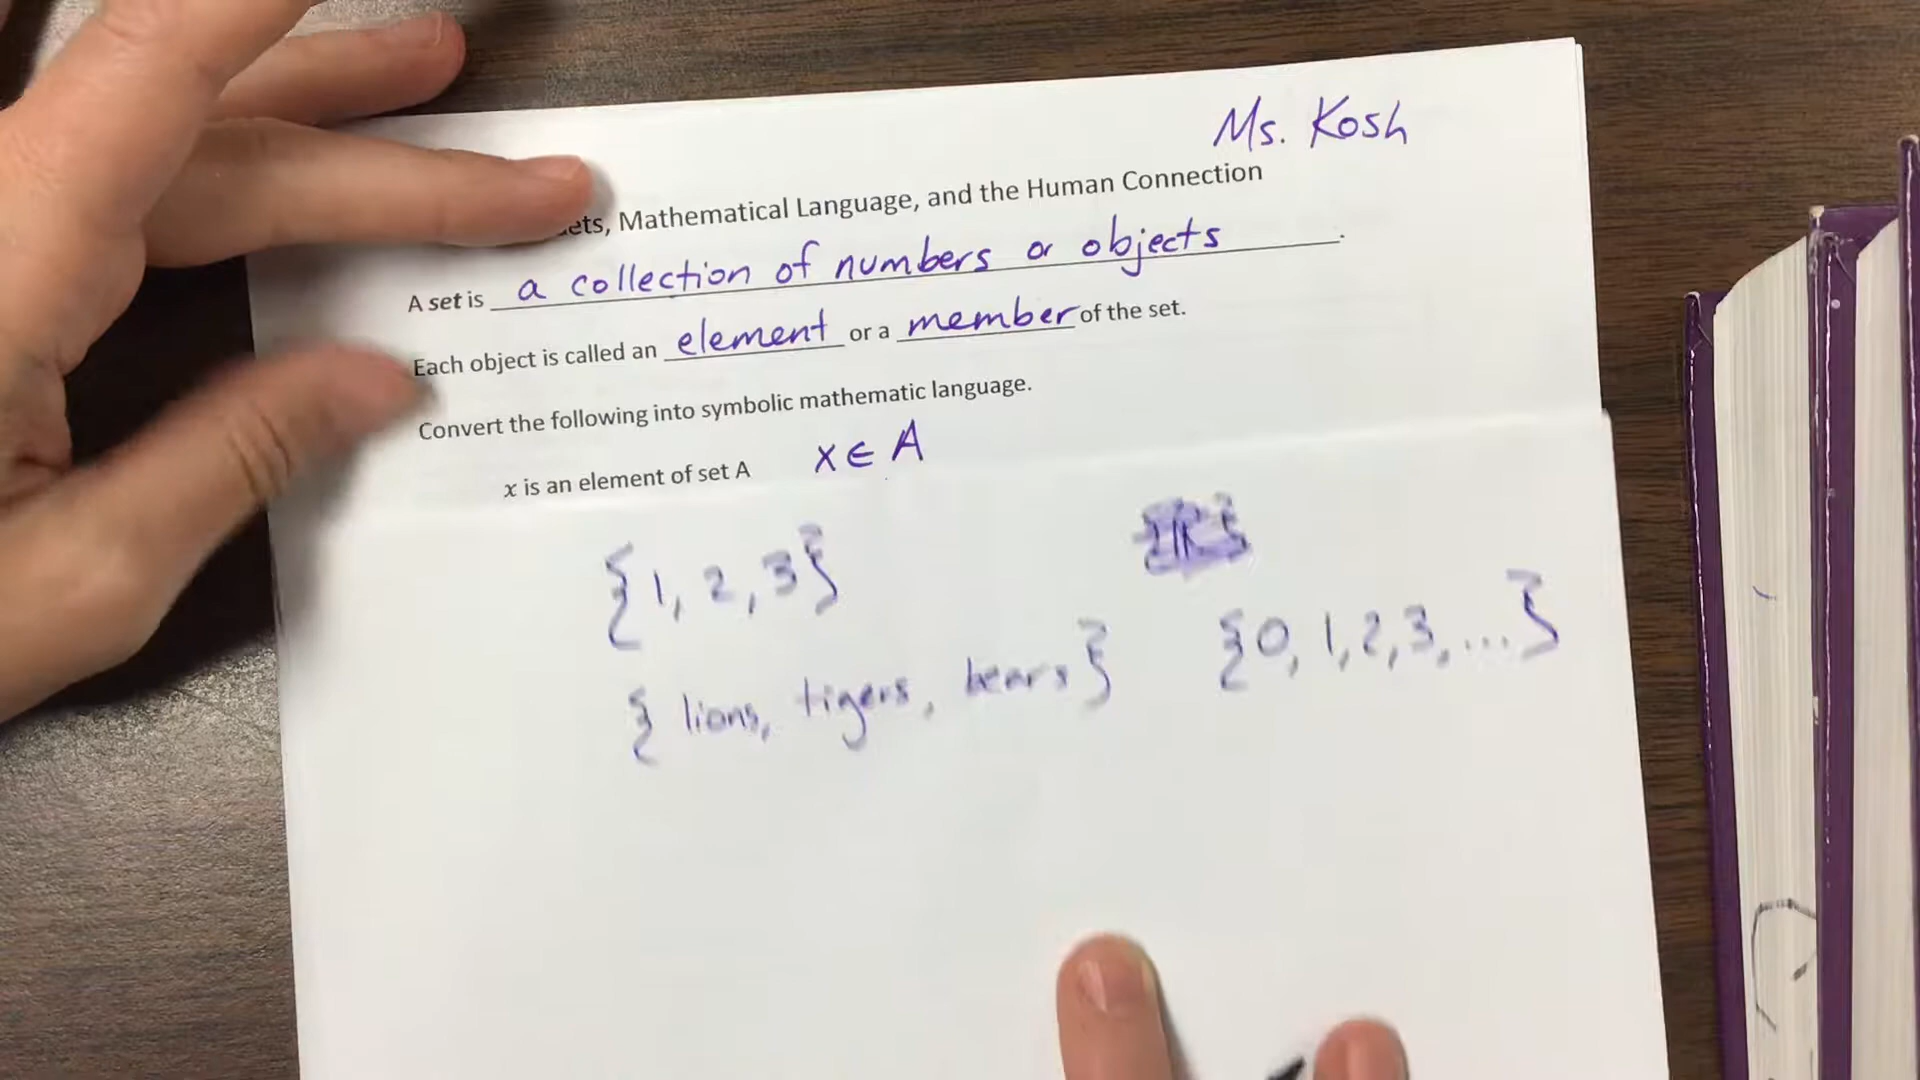 Ms. Kosh
ets, Mathematical Language, and the Human Connection
A set is a collection of numbers or objects.
Each object is called an element or a member of the set.
Convert the following into symbolic mathematic language.
x is an element of set A x ∈ A
{1, 2, 3}
{0, 1, 2, 3, ...}
{ lions, tigers, bears }